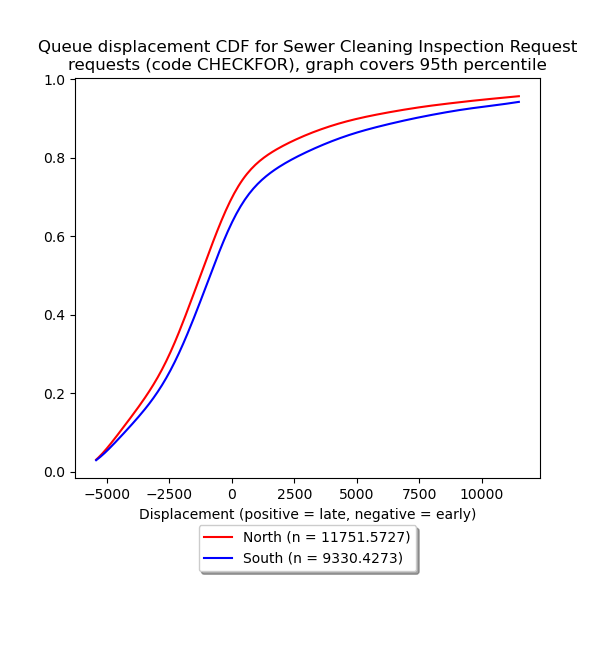 Queue displacement CDF for Sewer Cleaning Inspection Request
requests (code CHECKFOR), graph covers 95th percentile
1.0
0.8
0.6
0.4
0.2
0.0
−5000 −2500 0 2500 5000 7500 10000
Displacement (positive = late, negative = early)
North (n = 11751.5727)
South (n = 9330.4273)